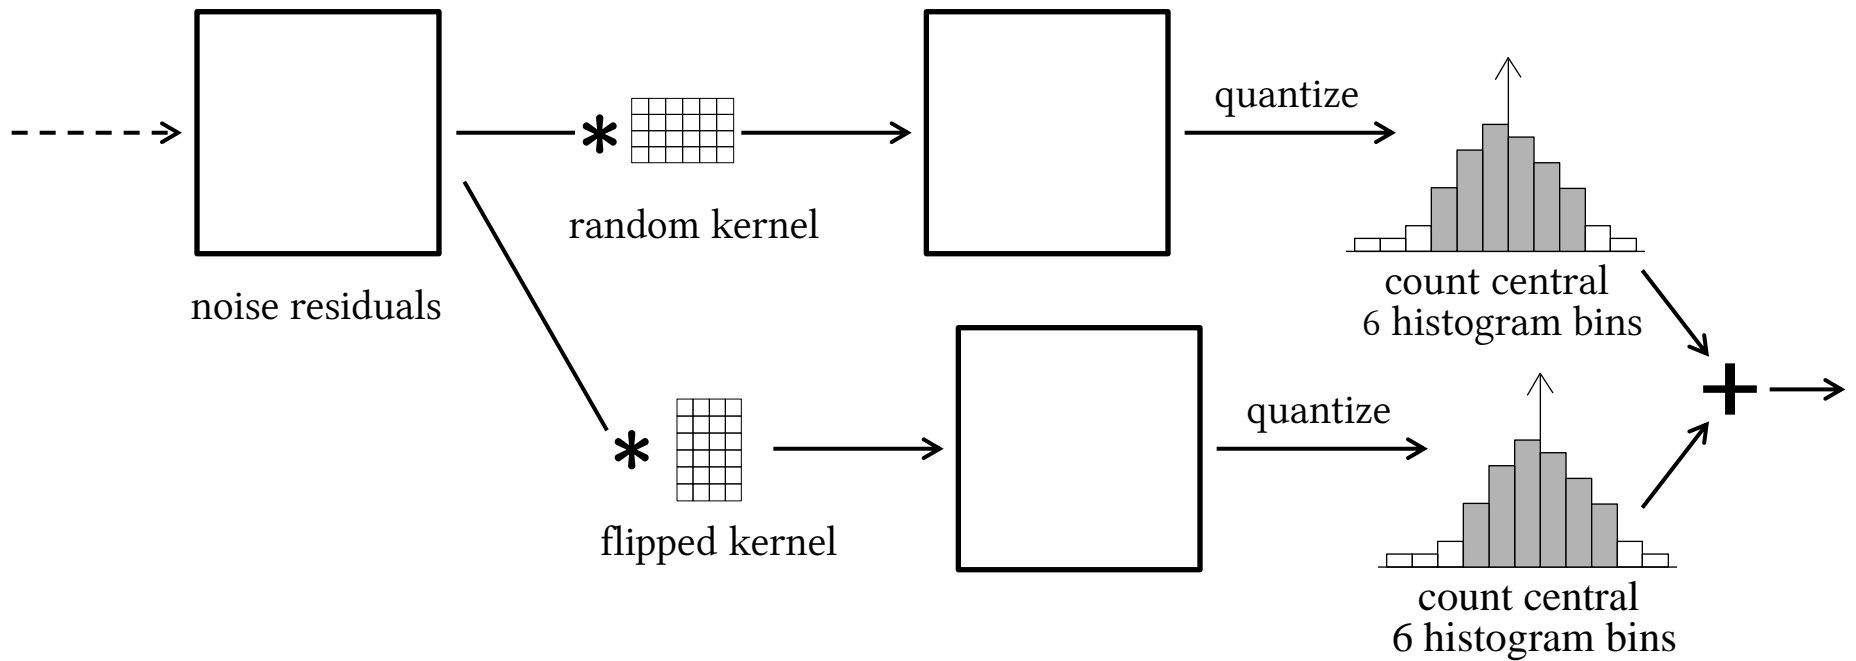 quantize
random kernel
noise residuals
count central
6 histogram bins
quantize
flipped kernel
count central
6 histogram bins